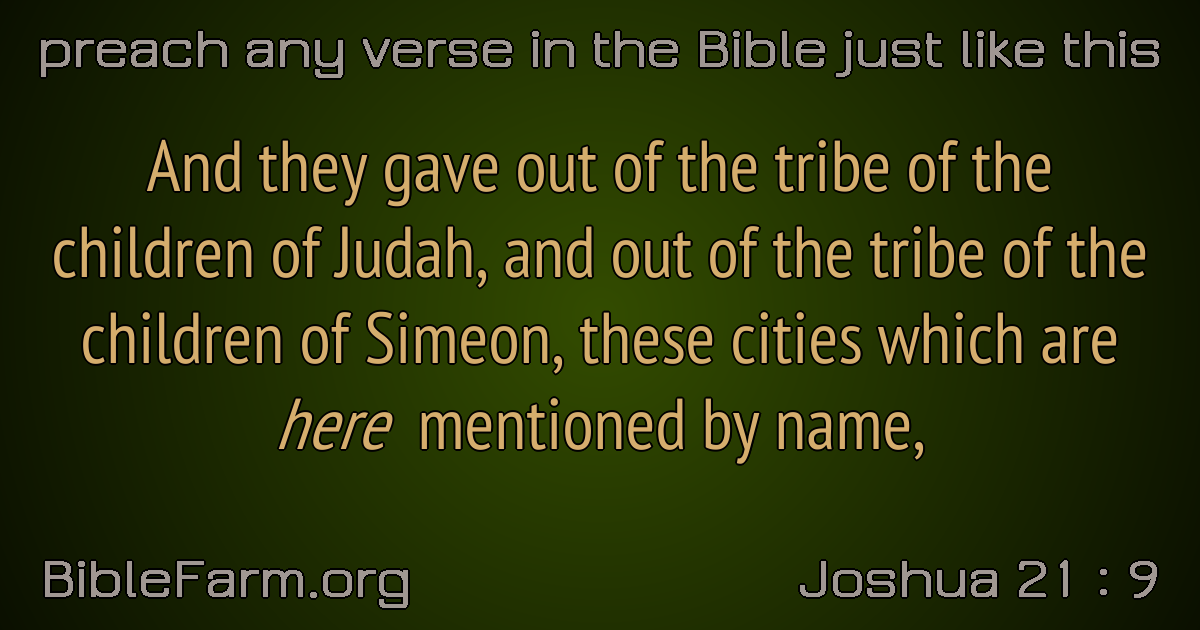 preach any verse in the Bible just like this
And they gave out of the tribe of the
children of Judah, and out of the tribe of the
children of Simeon, these cities which are
here mentioned by name,
BibleFarm.org
Joshua 21 : 9